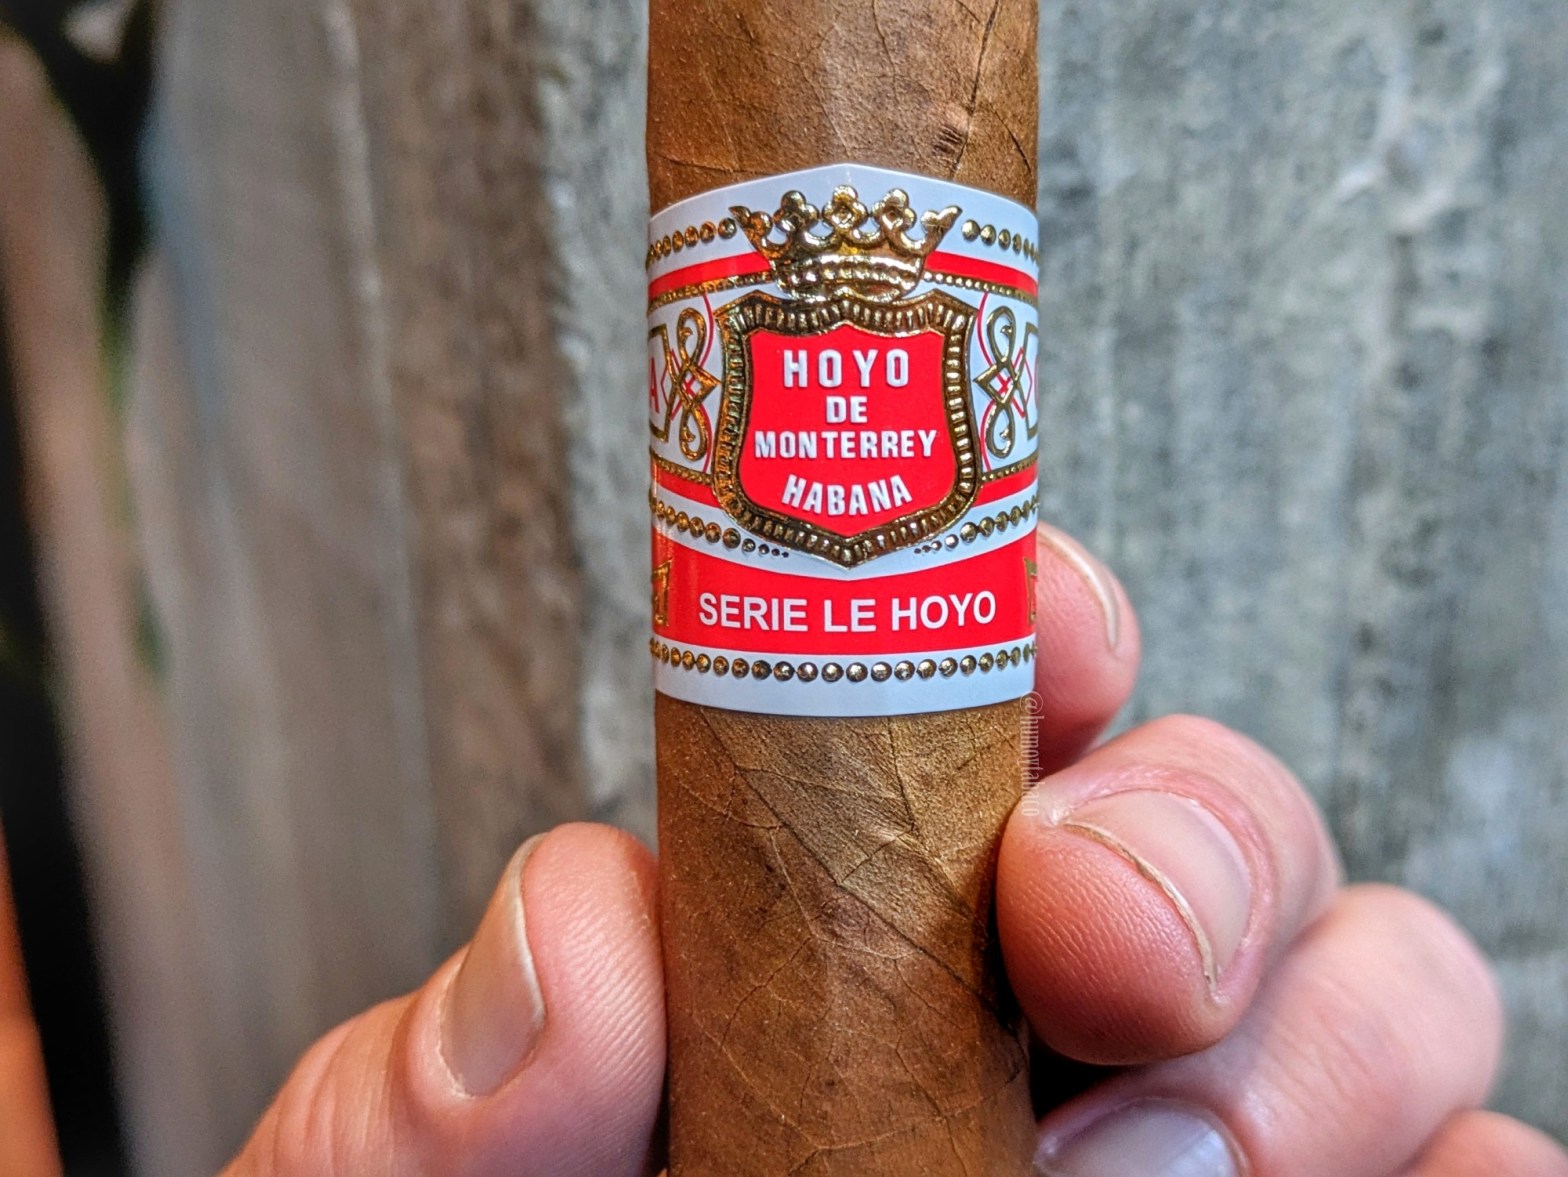 HOYO
DE
MONTERREY
HABANA
SERIE LE HOYO